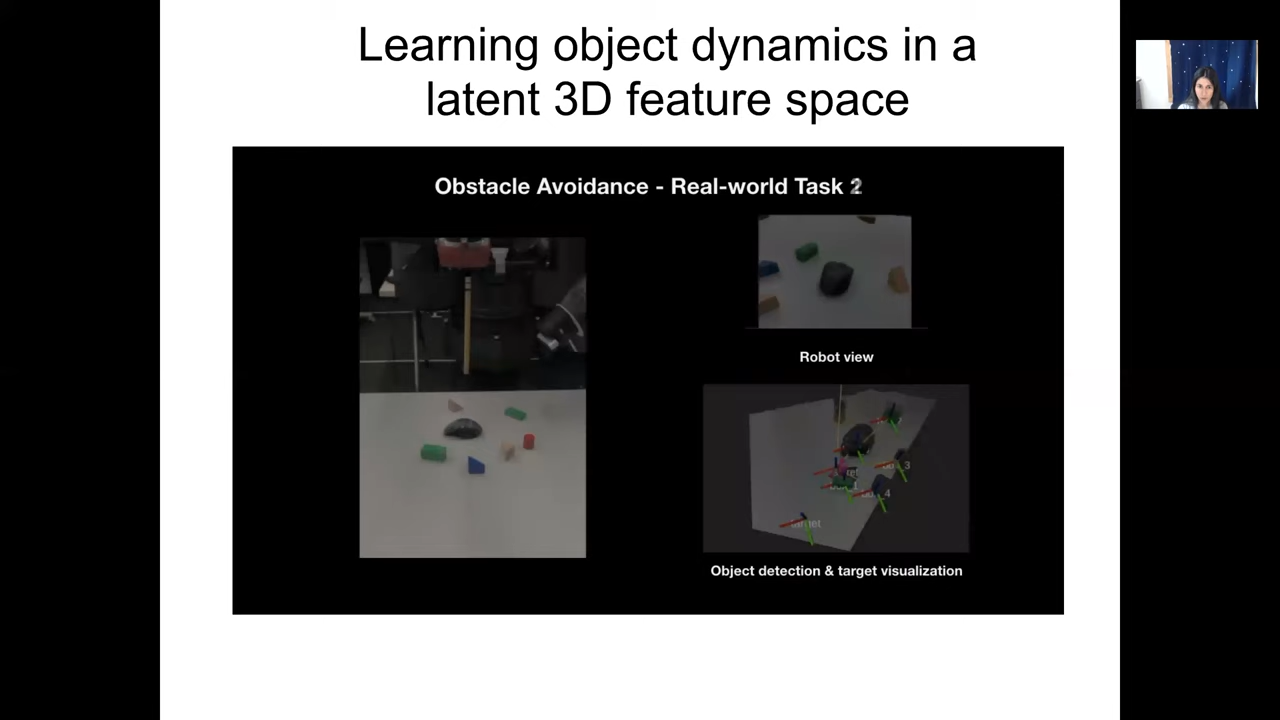 Learning object dynamics in a
latent 3D feature space
Obstacle Avoidance - Real-world Task 2
Robot view
Object detection & target visualization
target